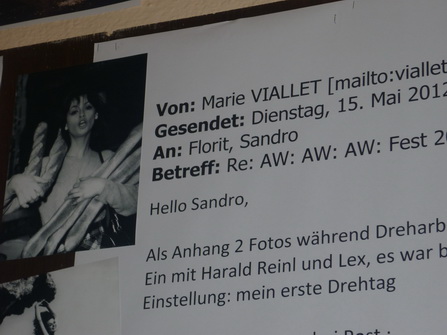 Von: Marie VIALLET [mailto:viallet
Gesendet: Dienstag, 15. Mai 2012
An: Florit, Sandro
Betreff: Re: AW: AW: AW: Fest 20
Hello Sandro,
Als Anhang 2 Fotos während Dreharb
Ein mit Harald Reinl und Lex, es war b
Einstellung: mein erste Drehtag